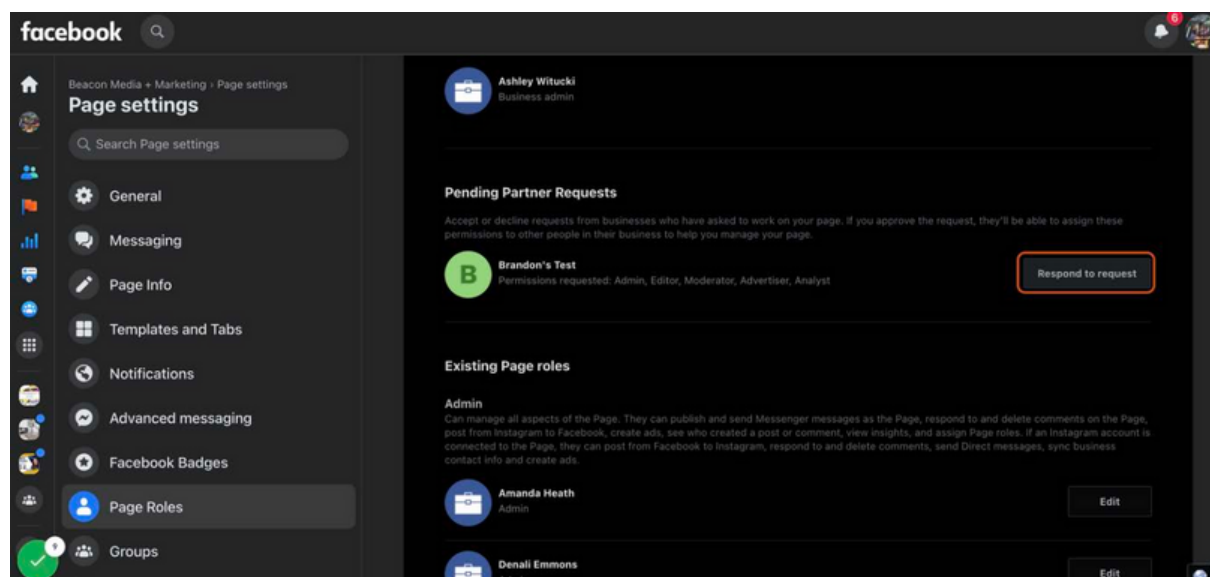 facebook
6
Beacon Media + Marketing › Page settings
Page settings
Search Page settings
General
Messaging
Page Info
Templates and Tabs
Notifications
Advanced messaging
Facebook Badges
Page Roles
9
Groups
Ashley Witucki
Business admin
Pending Partner Requests
Accept or decline requests from businesses who have asked to work on your page. If you approve the request, they'll be able to assign these
permissions to other people in their business to help you manage your page.
B
Brandon's Test
Permissions requested: Admin, Editor, Moderator, Advertiser, Analyst
Respond to request
Existing Page roles
Admin
Can manage all aspects of the Page. They can publish and send Messenger messages as the Page, respond to and delete comments on the Page,
post from Instagram to Facebook, create ads, see who created a post or comment, view insights, and assign Page roles. If an Instagram account is
connected to the Page, they can post from Facebook to Instagram, respond to and delete comments, send Direct messages, sync business
contact info and create ads.
Amanda Heath
Admin
Edit
Denali Emmons
Edit